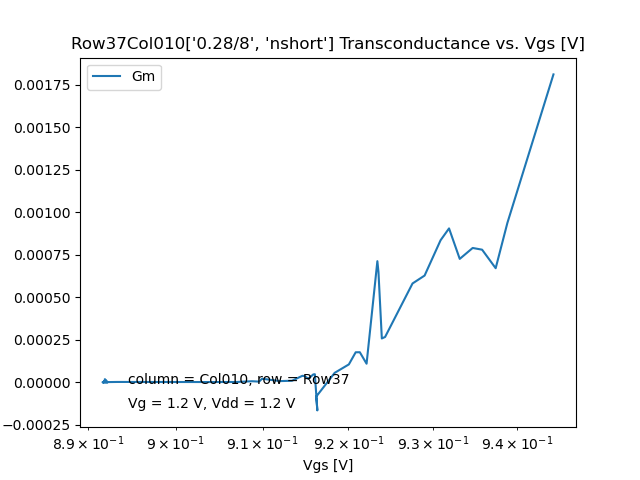 Row37Col010['0.28/8', 'nshort'] Transconductance vs. Vgs [V]
Gm
0.00175
0.00150
0.00125
0.00100
0.00075
0.00050
0.00025
0.00000
−0.00025
column = Col010, row = Row37
Vg = 1.2 V, Vdd = 1.2 V
8.9 × 10⁻¹ 9 × 10⁻¹ 9.1 × 10⁻¹ 9.2 × 10⁻¹ 9.3 × 10⁻¹ 9.4 × 10⁻¹
Vgs [V]